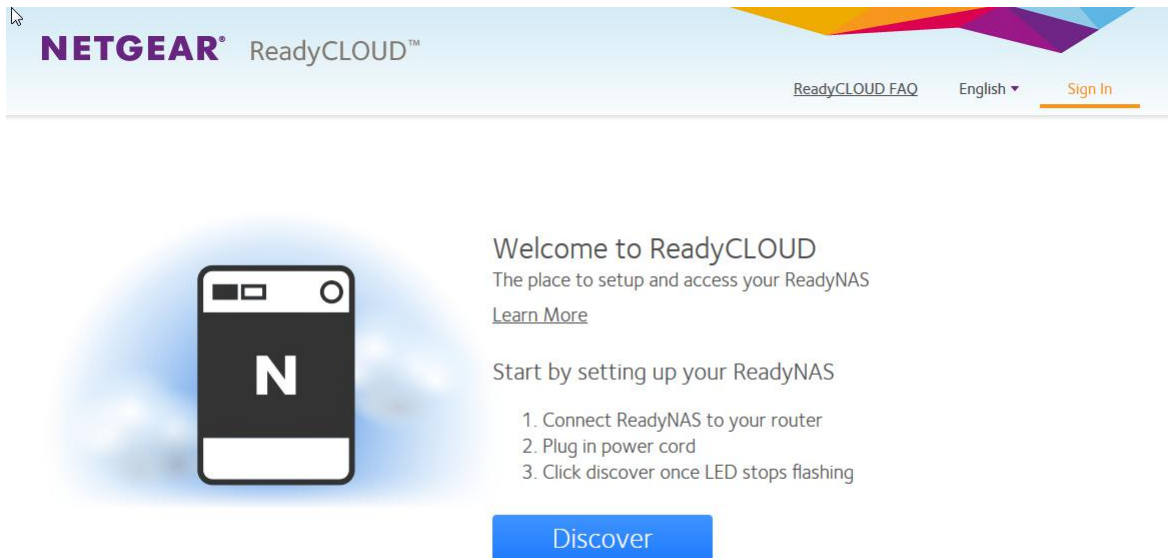 NETGEAR® ReadyCLOUD™
ReadyCLOUD FAQ English Sign In
Welcome to ReadyCLOUD
The place to setup and access your ReadyNAS
Learn More
Start by setting up your ReadyNAS
1. Connect ReadyNAS to your router
2. Plug in power cord
3. Click discover once LED stops flashing
N
Discover